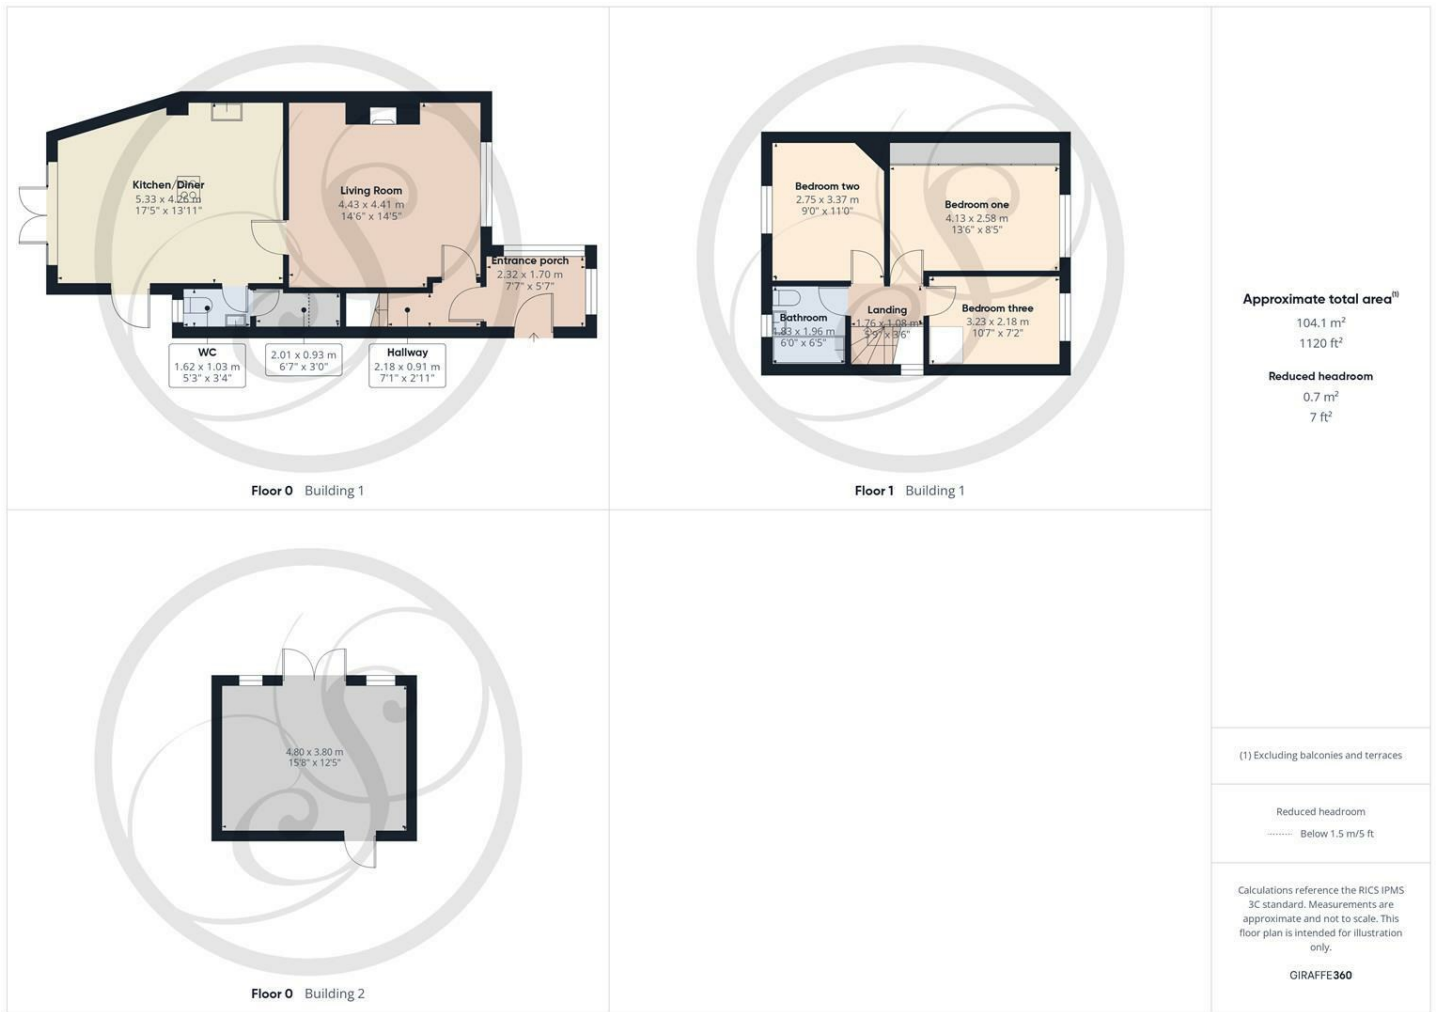 Kitchen/Diner
5.33 x 4.26 m
17'5" x 13'11"
Living Room
4.43 x 4.41 m
14'6" x 14'5"
Entrance porch
2.32 x 1.70 m
7'7" x 5'7"
WC
1.62 x 1.03 m
5'3" x 3'4"
2.01 x 0.93 m
6'7" x 3'0"
Hallway
2.18 x 0.91 m
7'1" x 2'11"
Floor 0 Building 1
Bedroom two
2.75 x 3.37 m
9'0" x 11'0"
Bedroom one
4.13 x 2.58 m
13'6" x 8'5"
Bathroom
1.83 x 1.96 m
6'0" x 6'5"
Landing
1.76 x 1.08 m
5'9" x 3'6"
Bedroom three
3.23 x 2.18 m
10'7" x 7'2"
Floor 1 Building 1
4.80 x 3.80 m
15'8" x 12'5"
Floor 0 Building 2
Approximate total area(1)
104.1 m²
1120 ft²
Reduced headroom
0.7 m²
7 ft²
(1) Excluding balconies and terraces
Reduced headroom
Below 1.5 m/5 ft
Calculations reference the RICS IPMS
3C standard. Measurements are
approximate and not to scale. This
floor plan is intended for illustration
only.
GIRAFFE360